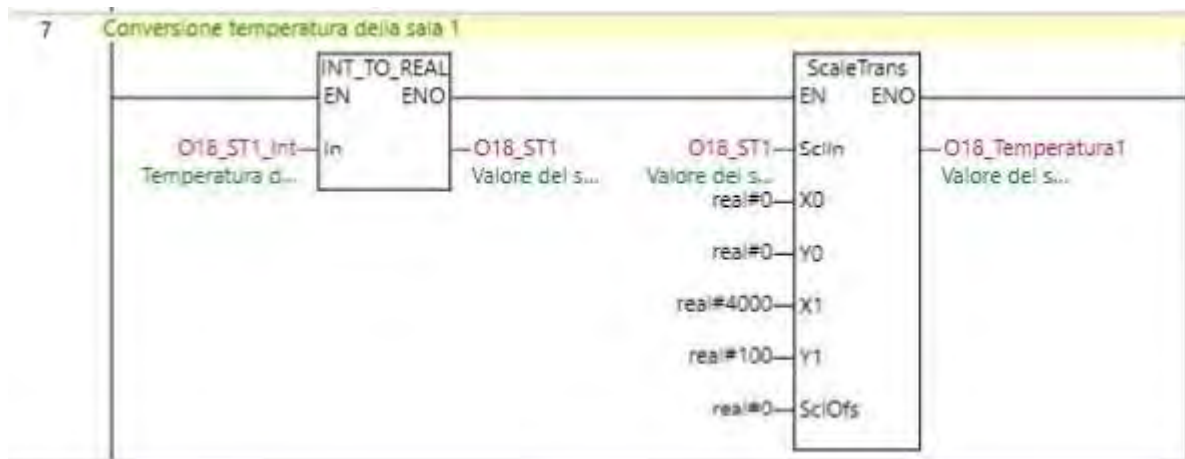 7 Conversione temperatura della sala 1
INT_TO_REAL ScaleTrans
EN ENO EN ENO
O18_ST1_Int In O18_ST1 O18_ST1 SclIn O18_Temperatura1
Temperatura d... Valore del s... Valore del s... Valore del s...
real#0 X0
real#0 Y0
real#4000 X1
real#100 Y1
real#0 SclOfs